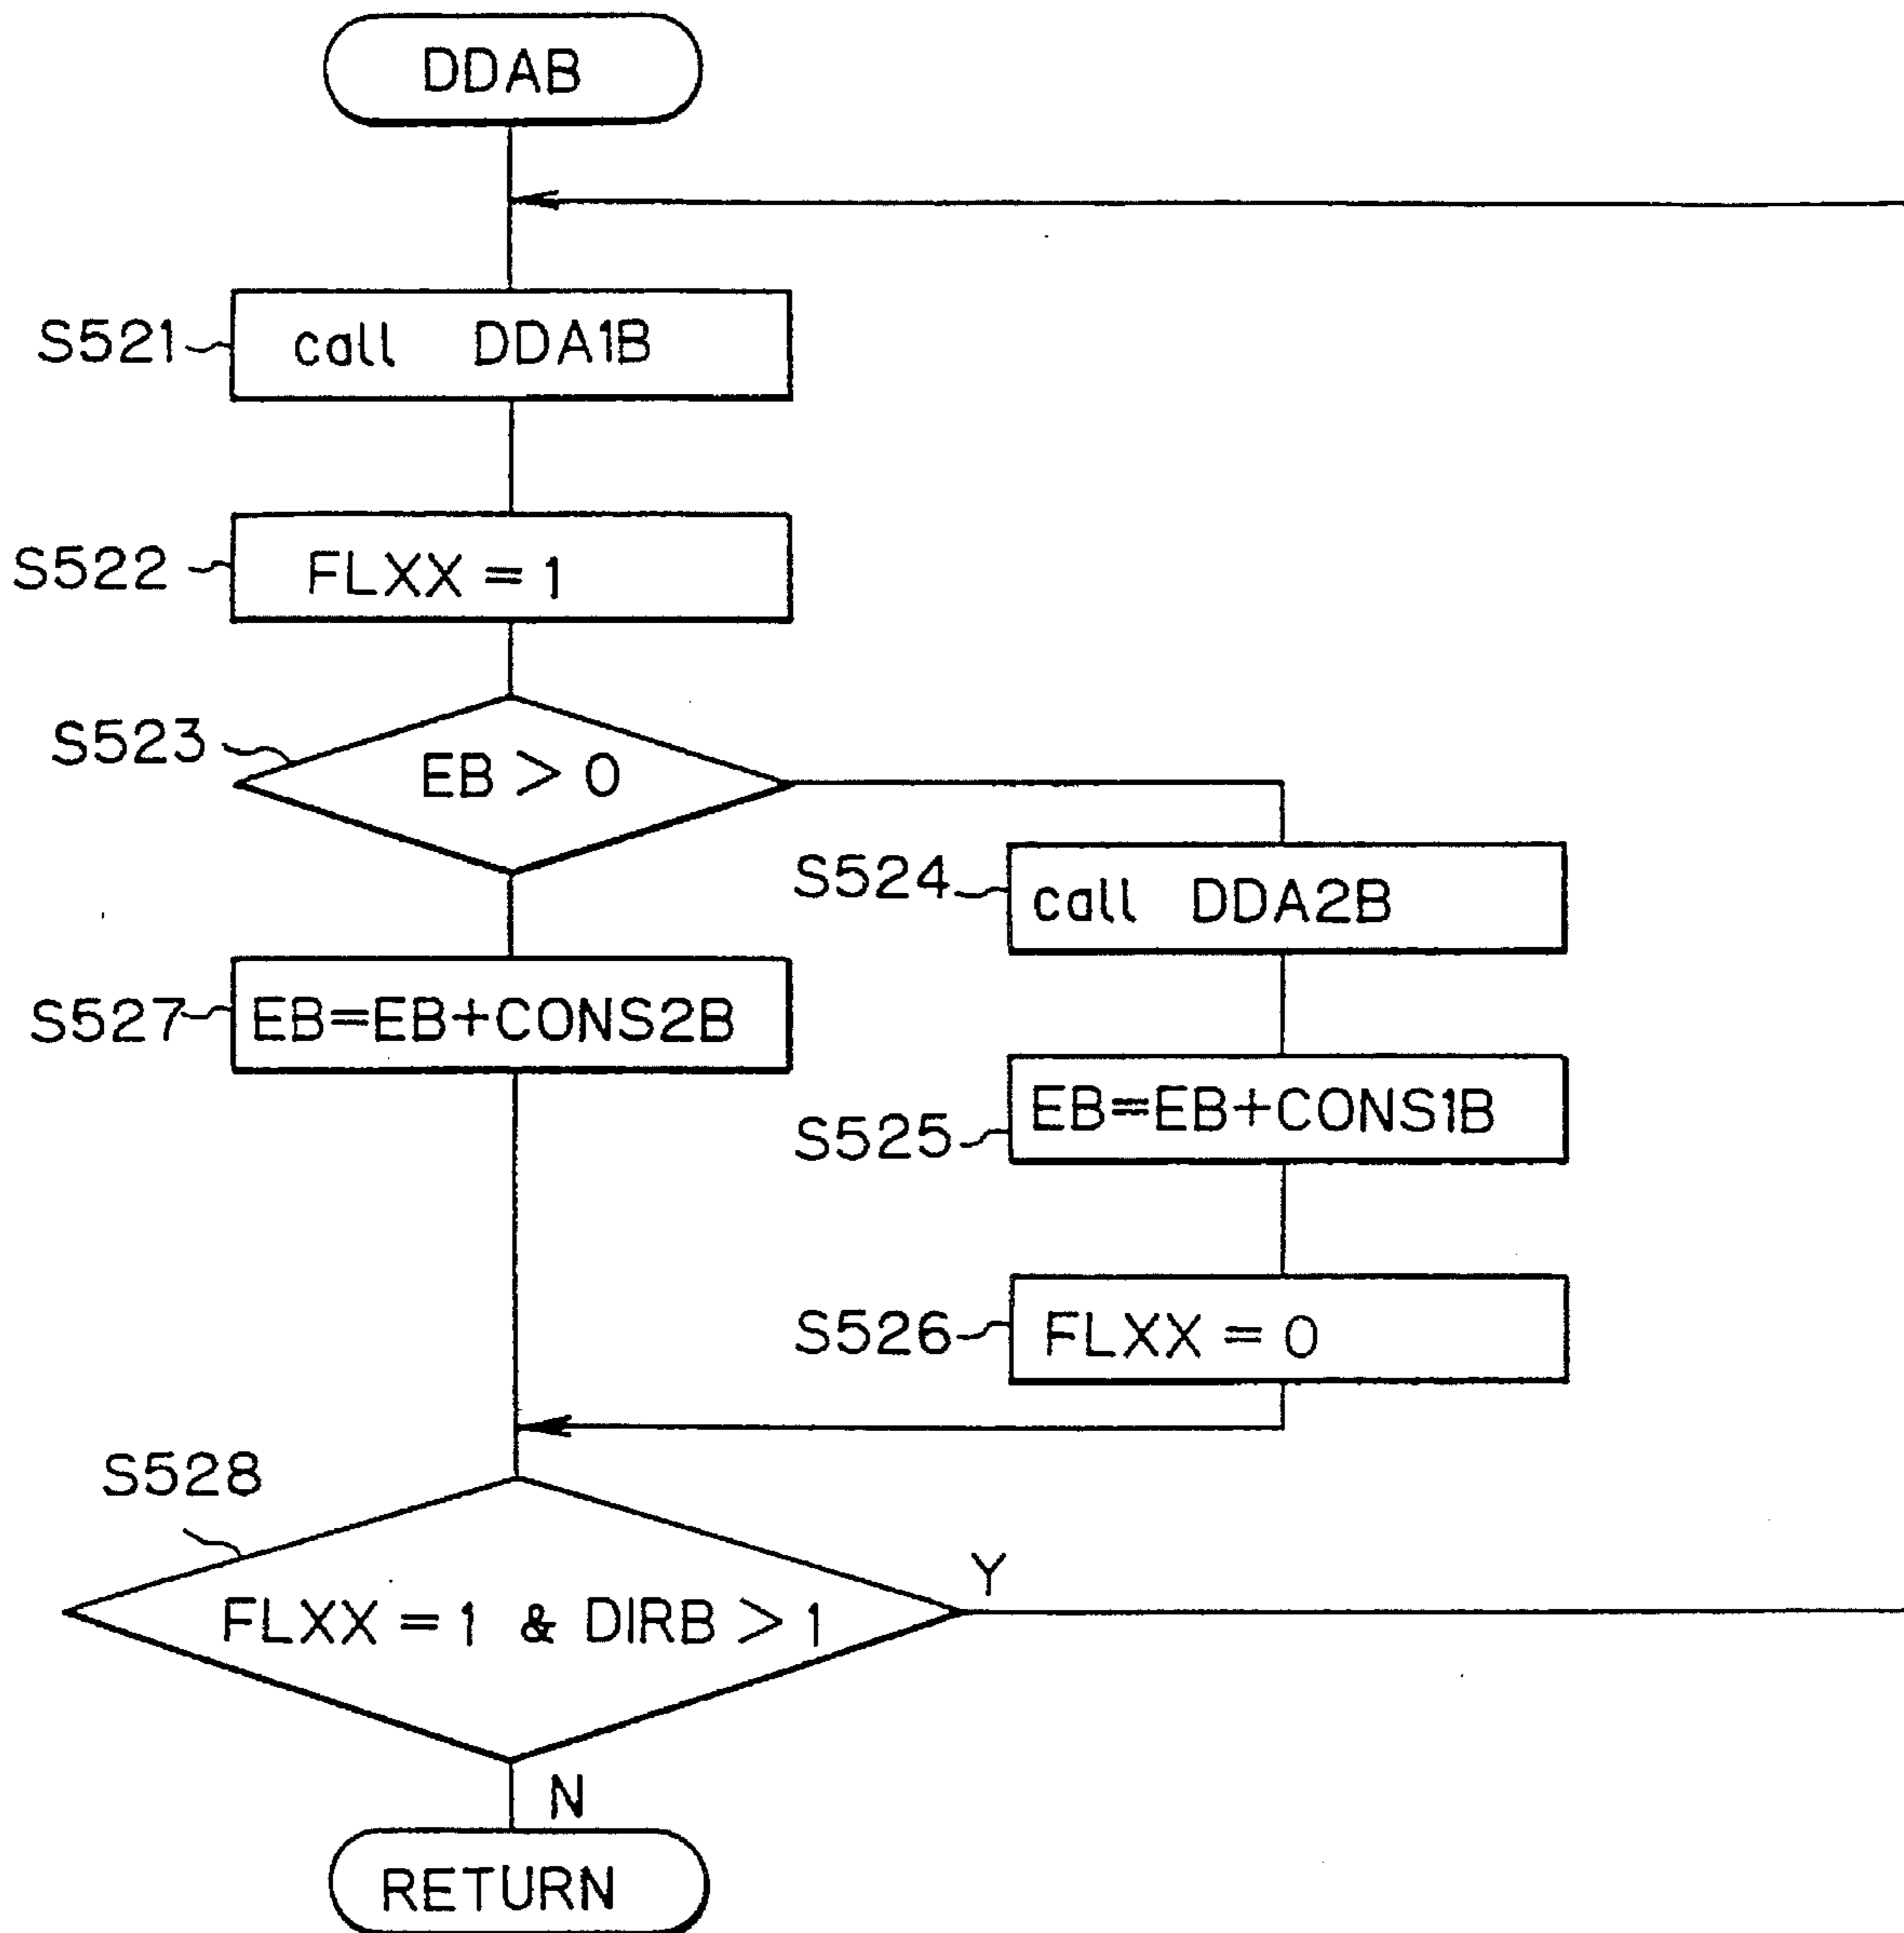 DDAB
S521
call DDA1B
S522
FLXX = 1
S523
EB > 0
S524
call DDA2B
S527
EB=EB+CONS2B
S525
EB=EB+CONS1B
S526
FLXX = 0
S528
FLXX = 1 & DIRB > 1
Y
N
RETURN